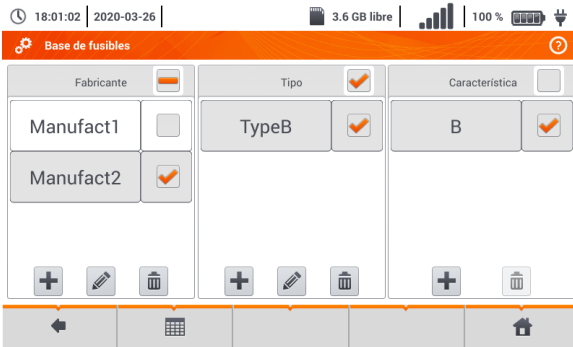 18:01:02 2020-03-26 3.6 GB libre 100 %
Base de fusibles ?
Fabricante Tipo Característica
Manufact1 TypeB B
Manufact2